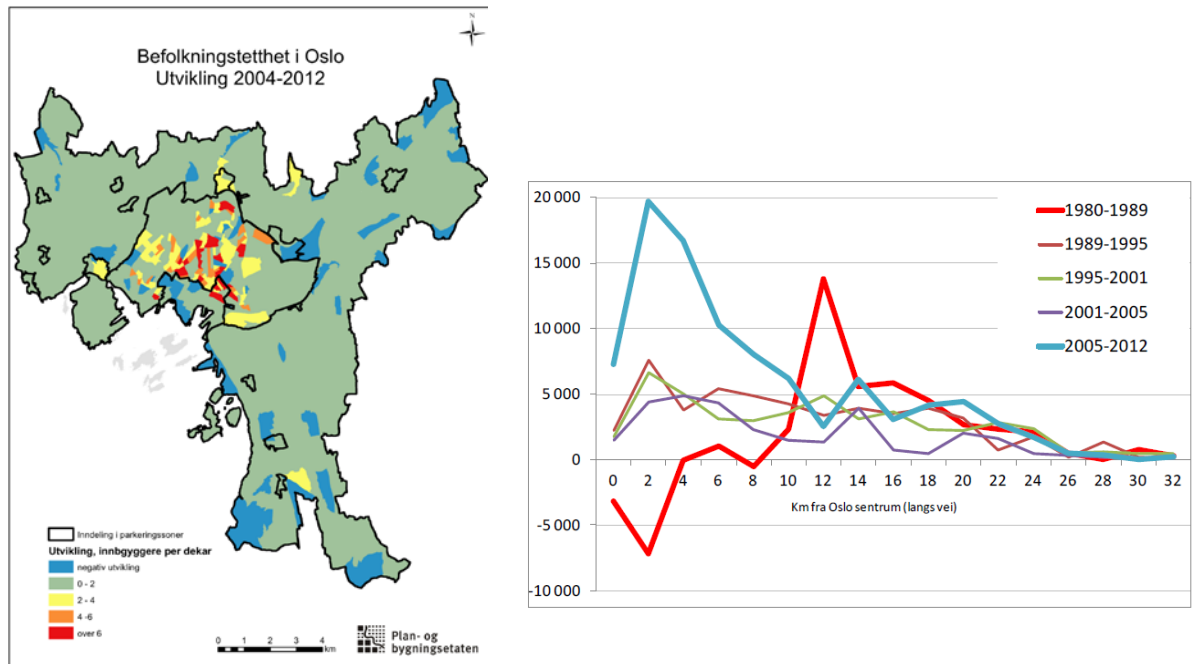 N
Befolkningstetthet i Oslo
Utvikling 2004-2012
Inndeling i parkeringssoner
Utvikling, innbgyggere per dekar
negativ utvikling
0 - 2
2 - 4
4 -6
over 6
0 1 2 3 4
km
Plan- og
bygningsetaten
20 000
15 000
10 000
5 000
0
-5 000
-10 000
0 2 4 6 8 10 12 14 16 18 20 22 24 26 28 30 32
Km fra Oslo sentrum (langs vei)
1980-1989
1989-1995
1995-2001
2001-2005
2005-2012